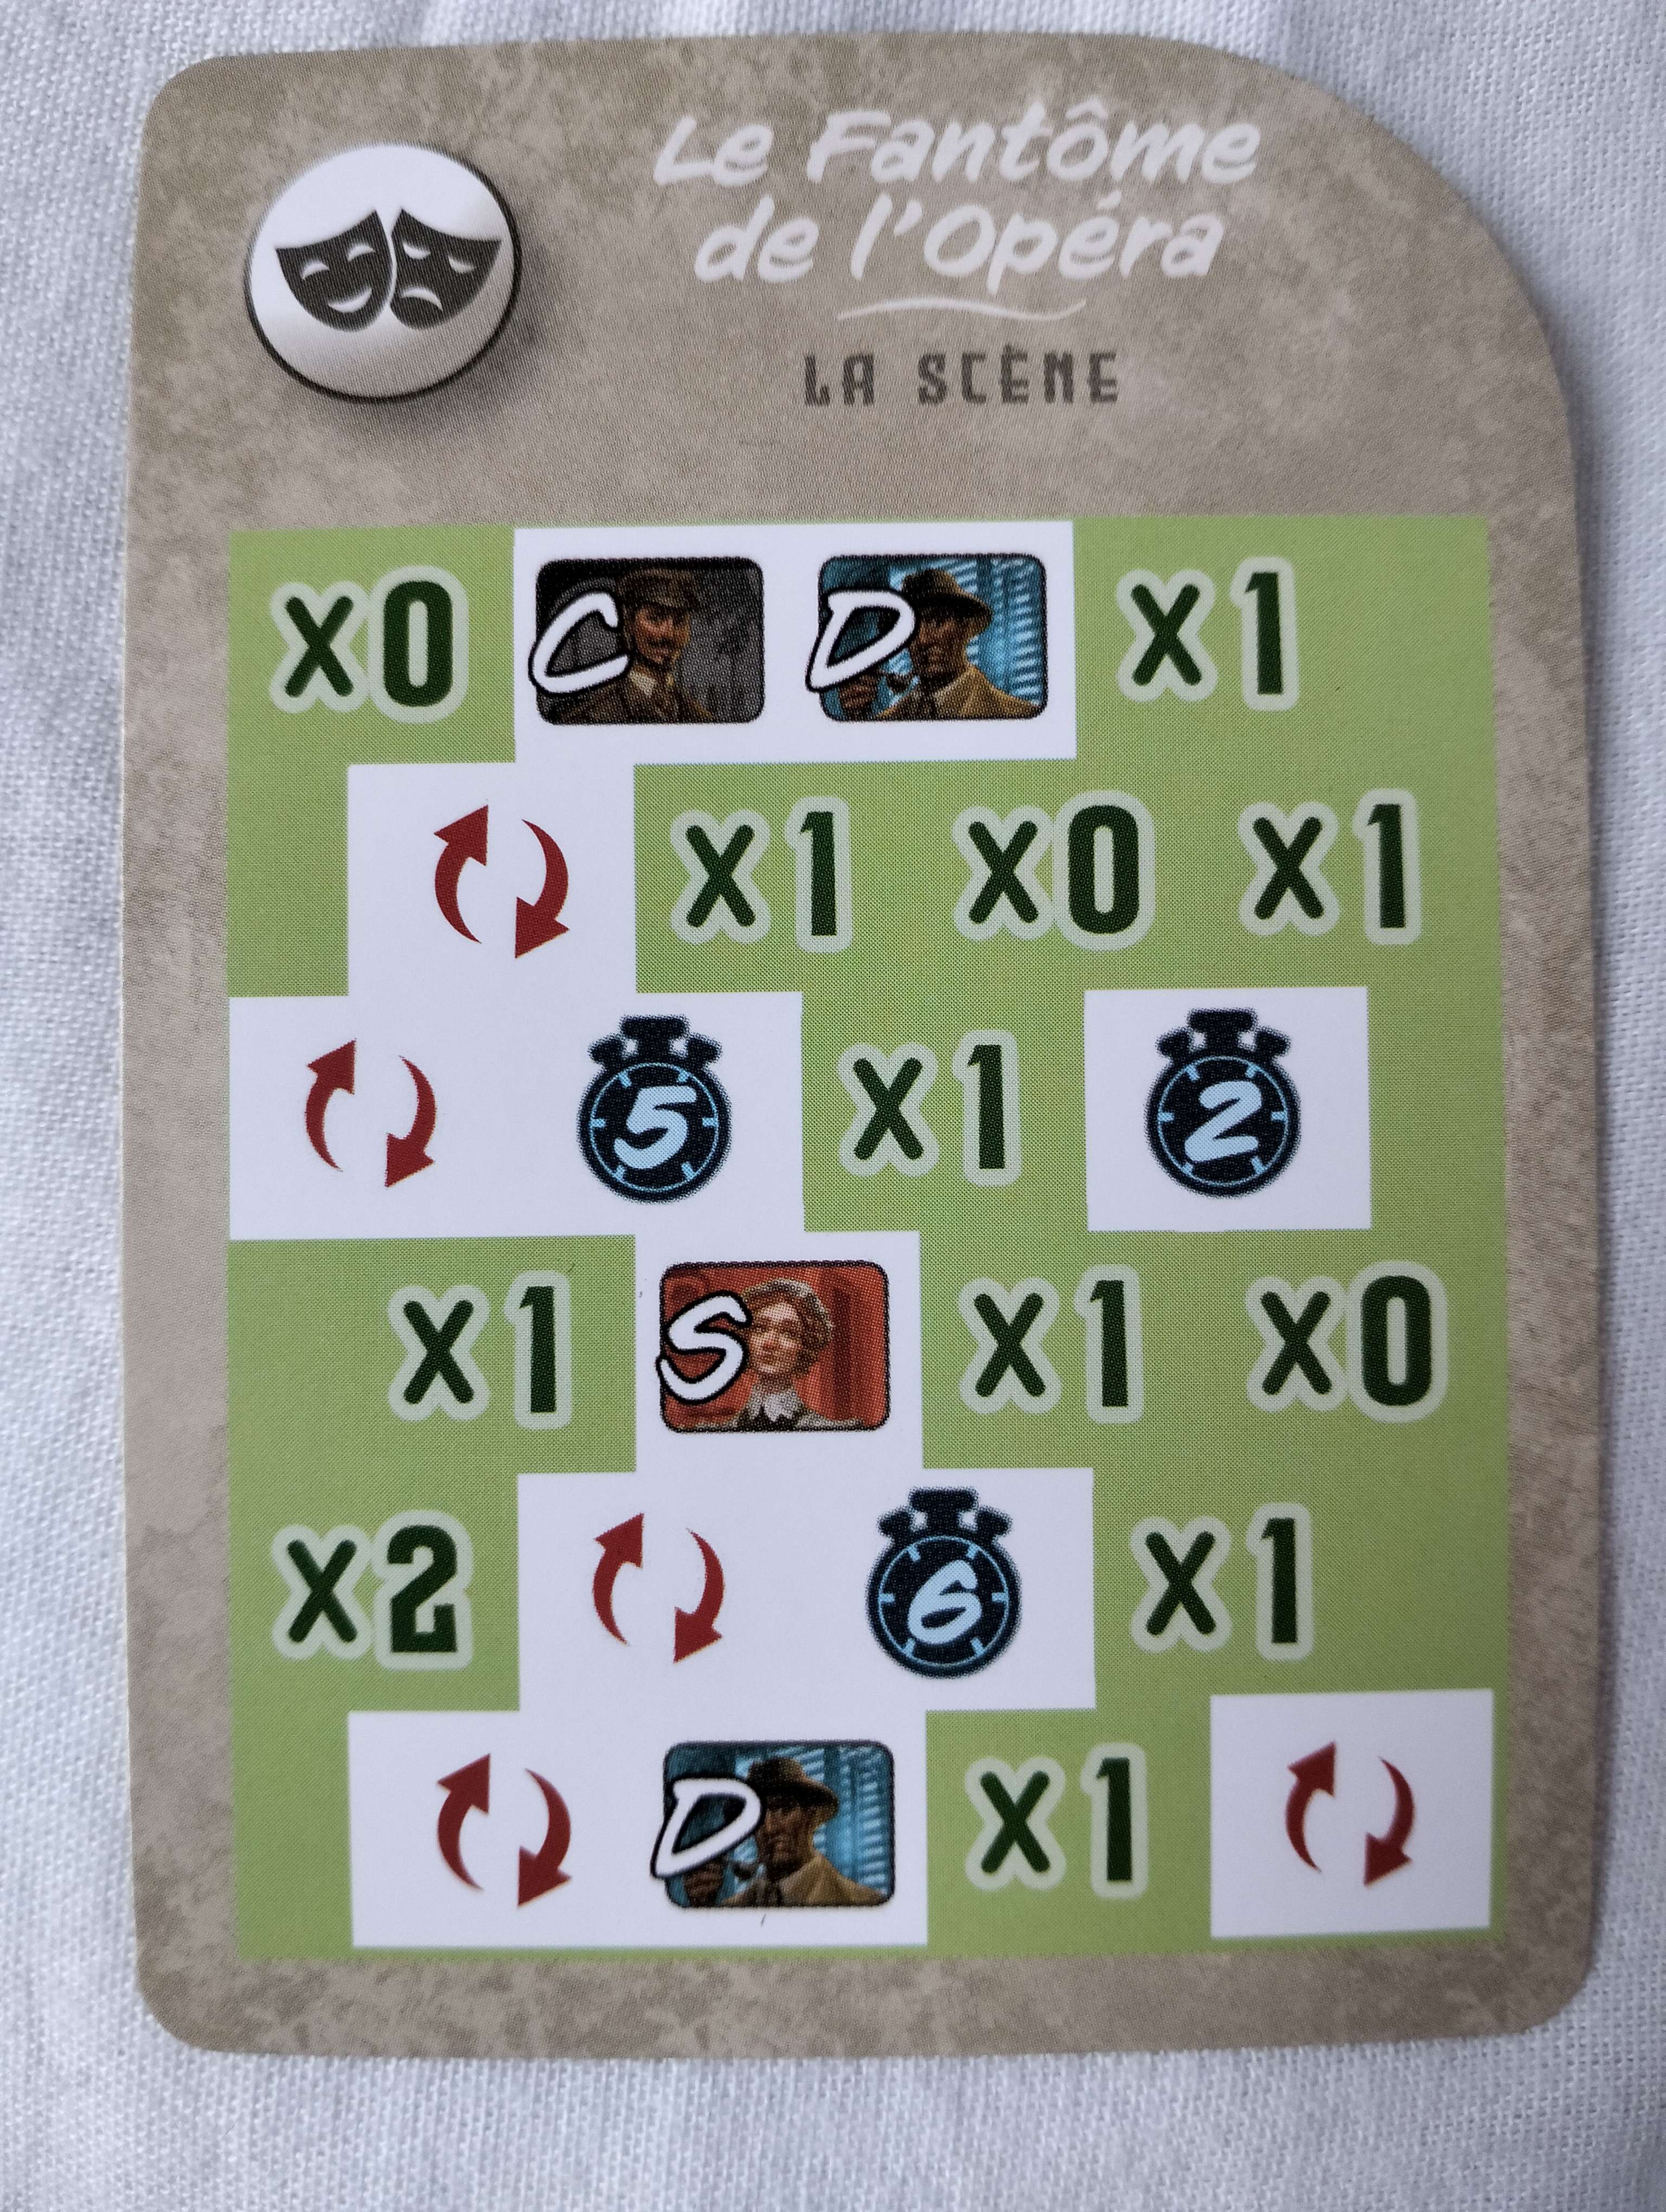 Le Fantôme
de l'Opéra
LA SCÈNE
X0 C D X1
X1 X0 X1
5 X1 2
X1 S X1 X0
X2 6 X1
D X1